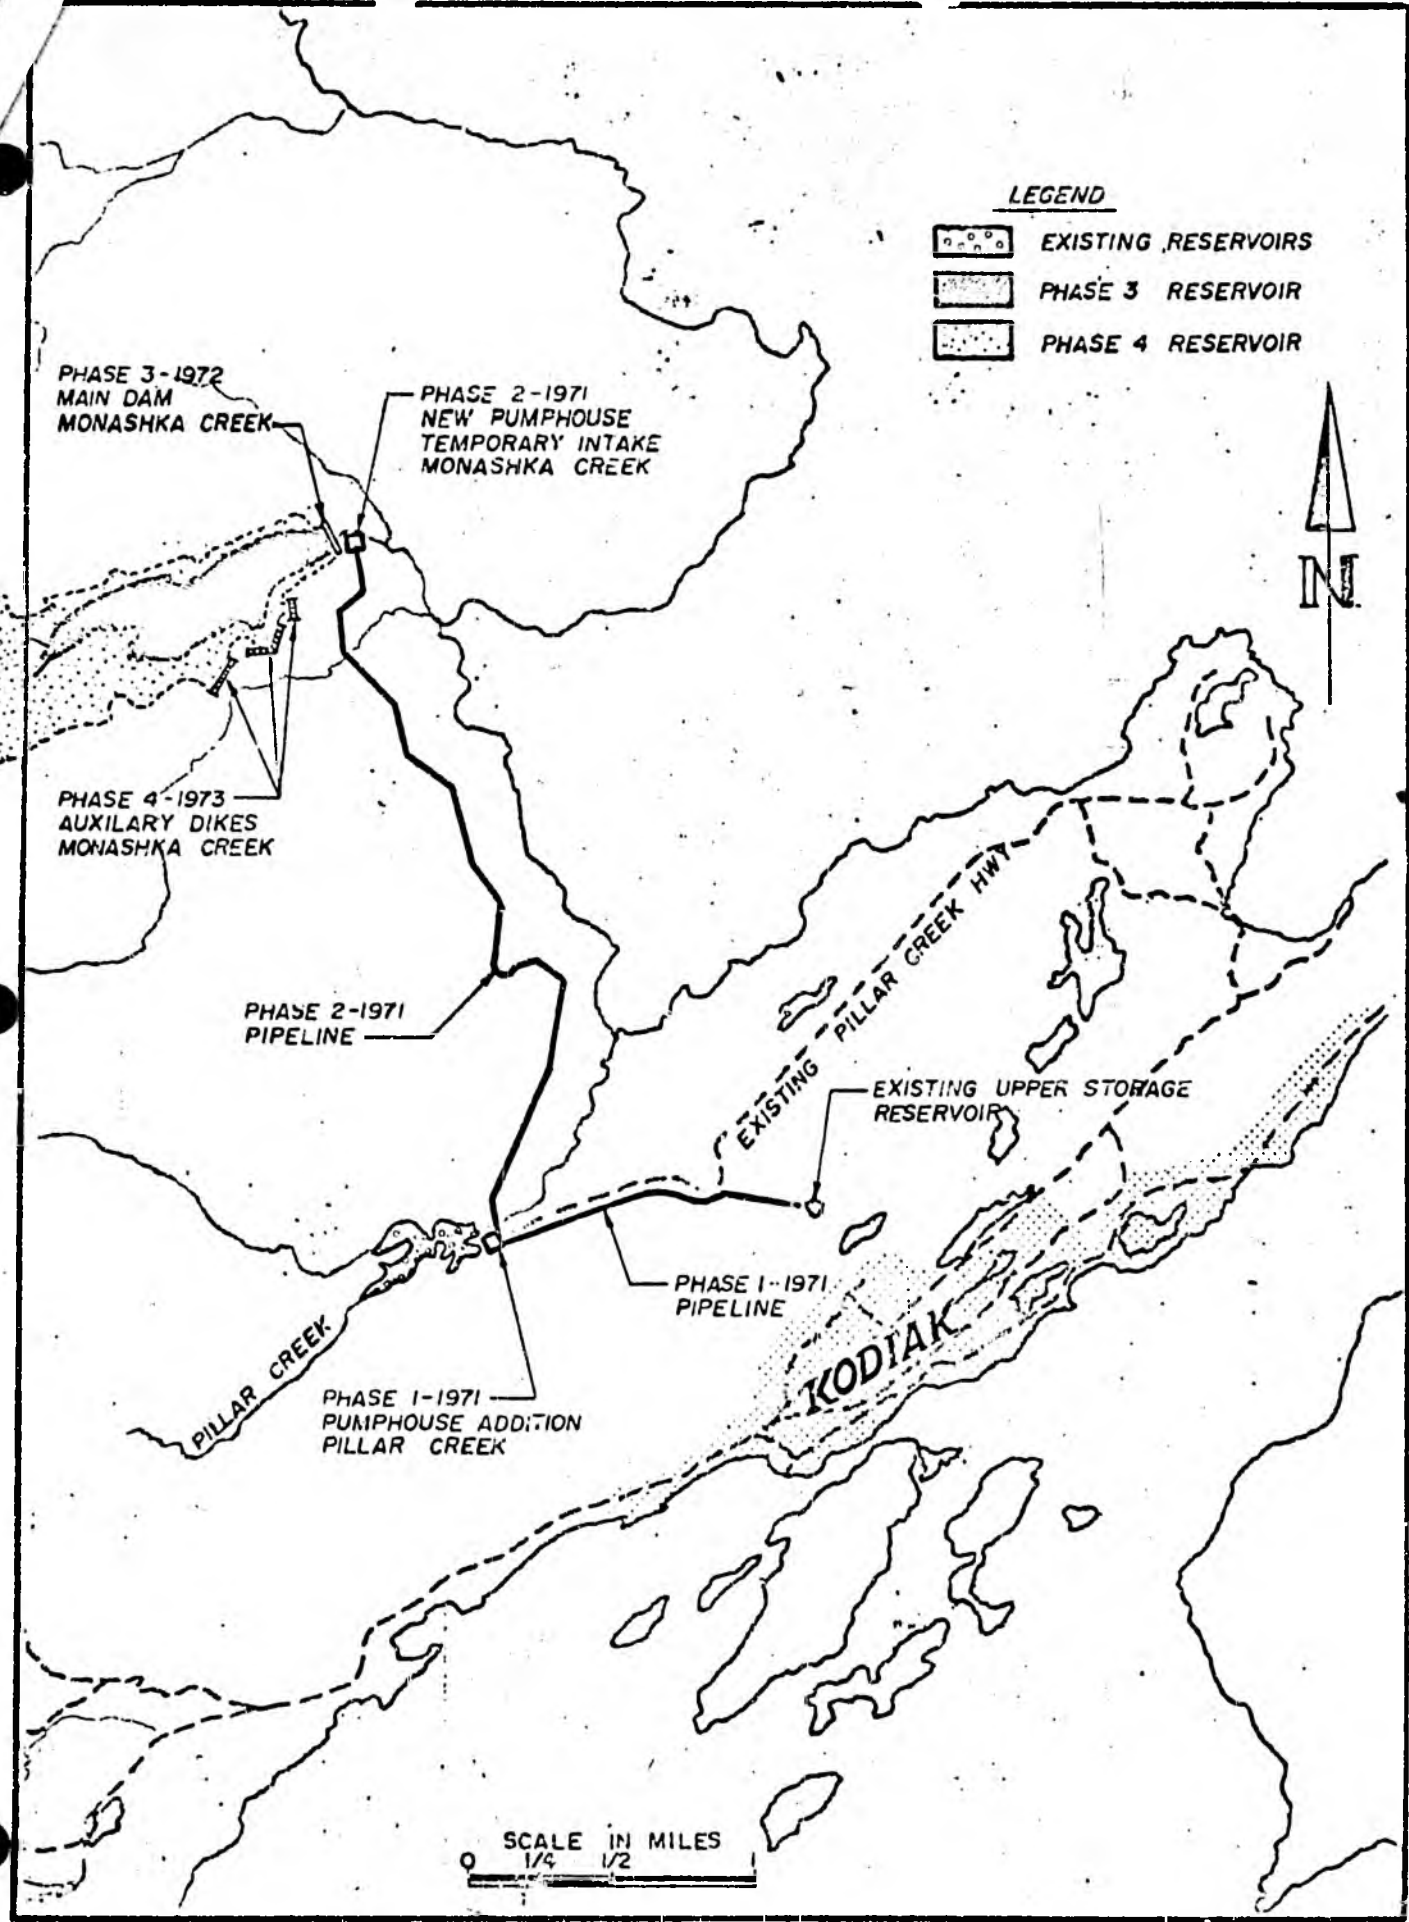 LEGEND
EXISTING RESERVOIRS
PHASE 3 RESERVOIR
PHASE 4 RESERVOIR
PHASE 3-1972
MAIN DAM
MONASHKA CREEK
PHASE 2-1971
NEW PUMPHOUSE
TEMPORARY INTAKE
MONASHKA CREEK
N
PHASE 4-1973
AUXILARY DIKES
MONASHKA CREEK
EXISTING PILLAR CREEK HWY
PHASE 2-1971
PIPELINE
EXISTING UPPER STORAGE
RESERVOIR
PHASE 1-1971
PIPELINE
KODIAK
PILLAR CREEK
PHASE 1-1971
PUMPHOUSE ADDITION
PILLAR CREEK
SCALE IN MILES
0 1/4 1/2 1